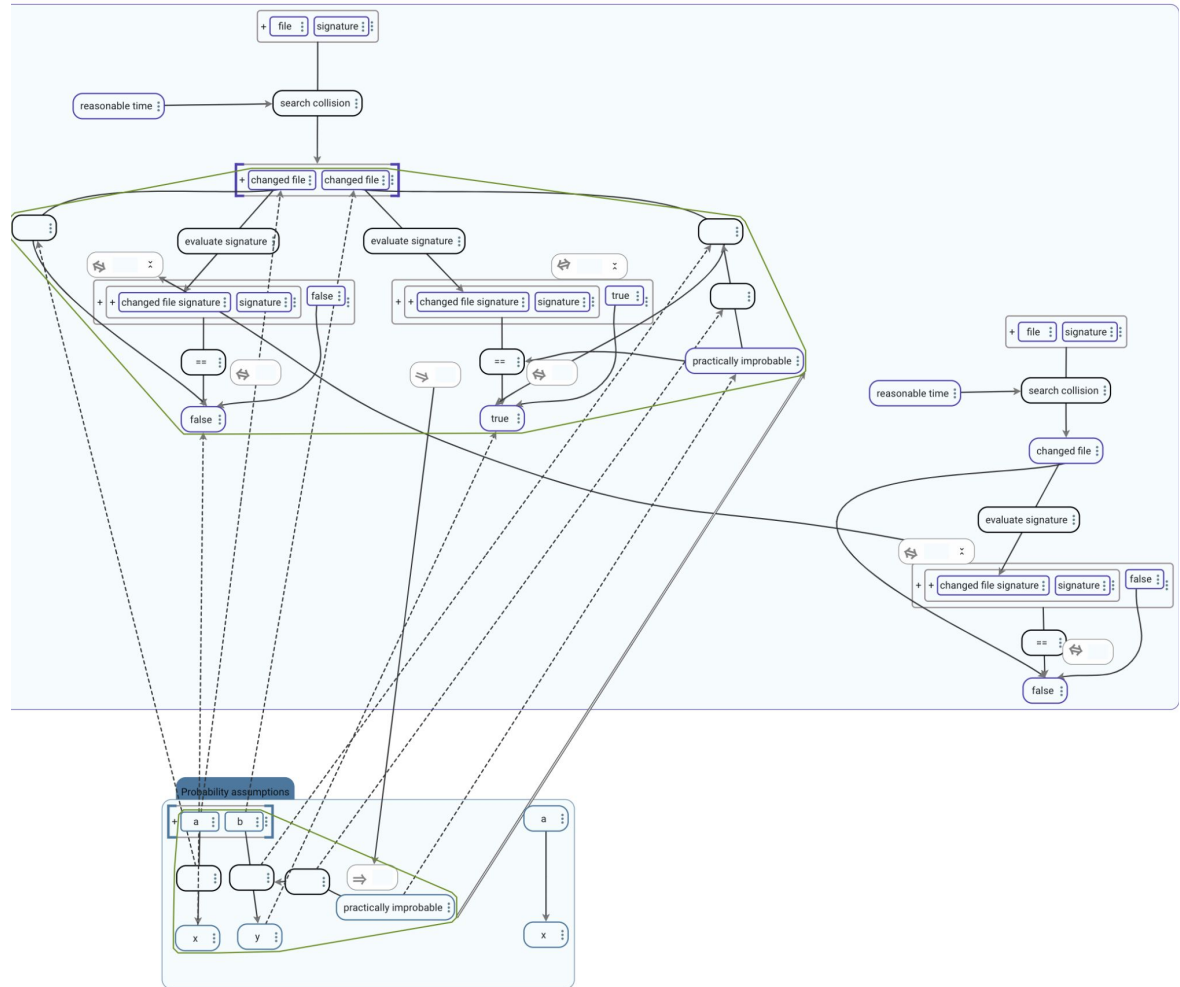 + file signature
reasonable time
search collision
+ changed file changed file
evaluate signature
evaluate signature
+ + changed file signature signature false
+ + changed file signature signature true
==
==
practically improbable
false
true
+ file signature
reasonable time
search collision
changed file
evaluate signature
+ + changed file signature signature false
==
false
Probability assumptions
+ a b
a
practically improbable
x
y
x